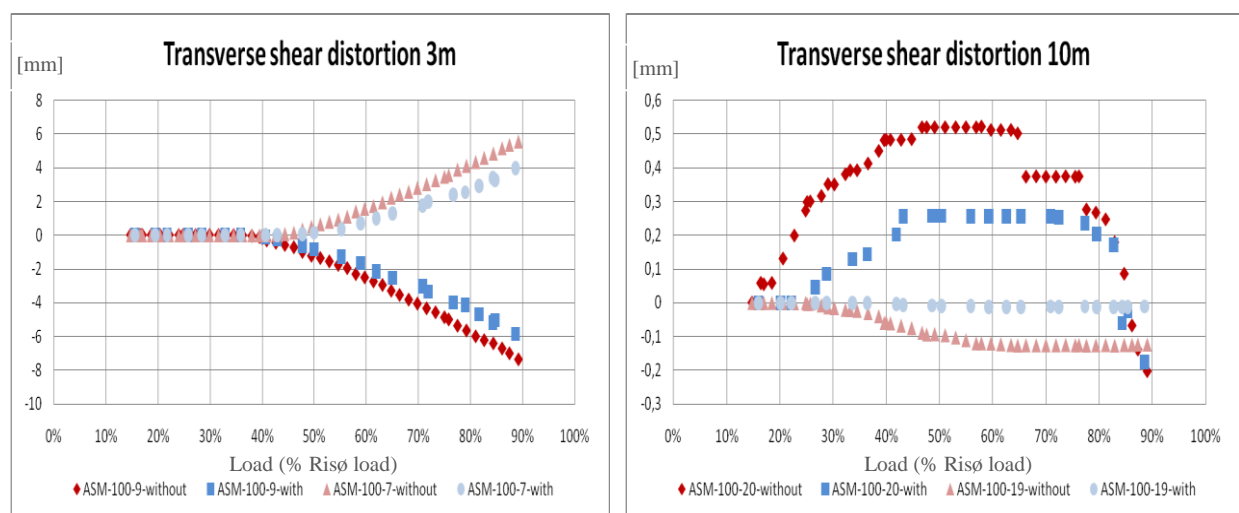 Transverse shear distortion 3m
[mm]
8
6
4
2
0
-2
-4
-6
-8
-10
0% 10% 20% 30% 40% 50% 60% 70% 80% 90% 100%
Load (% Risø load)
ASM-100-9-without ASM-100-9-with ASM-100-7-without ASM-100-7-with
Transverse shear distortion 10m
[mm]
0,6
0,5
0,4
0,3
0,2
0,1
0
-0,1
-0,2
-0,3
0% 10% 20% 30% 40% 50% 60% 70% 80% 90% 100%
Load (% Risø load)
ASM-100-20-without ASM-100-20-with ASM-100-19-without ASM-100-19-with